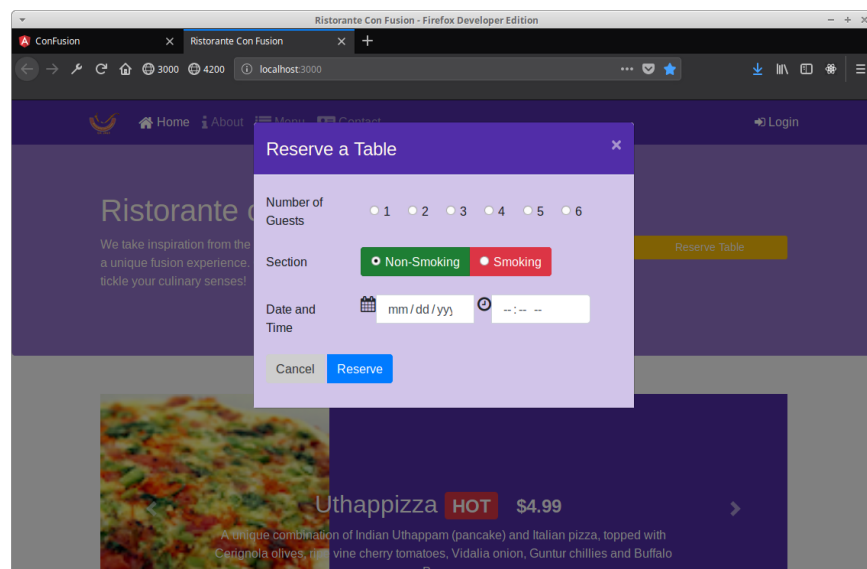 Ristorante Con Fusion - Firefox Developer Edition
ConFusion
Ristorante Con Fusion
3000
4200
localhost:3000
Home
About
Menu
Contact
Login
Reserve a Table
×
Ristorante c
We take inspiration from the
a unique fusion experience.
tickle your culinary senses!
Reserve Table
Number of
Guests
1 2 3 4 5 6
Section
Non-Smoking
Smoking
Date and
Time
mm/dd/yyy
--:-- --
Cancel
Reserve
Uthappizza HOT $4.99
A unique combination of Indian Uthappam (pancake) and Italian pizza, topped with
Cerignola olives, ripe vine cherry tomatoes, Vidalia onion, Guntur chillies and Buffalo